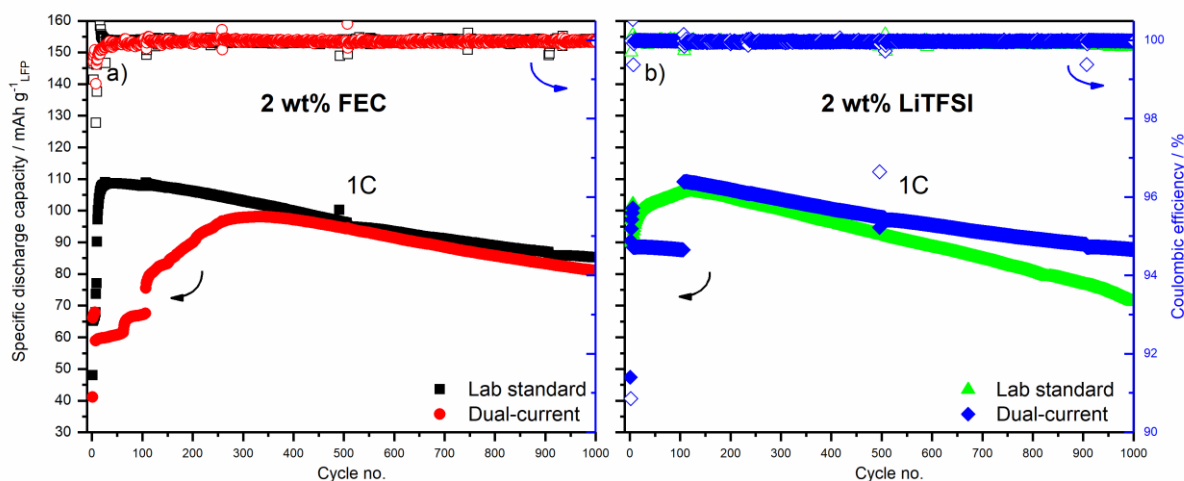 Specific discharge capacity / mAh g⁻¹LFP
160
150
140
130
120
110
100
90
80
70
60
50
40
30
a)
2 wt% FEC
1C
Lab standard
Dual-current
0 100 200 300 400 500 600 700 800 900 1000
Cycle no.
b)
2 wt% LiTFSI
1C
Lab standard
Dual-current
0 100 200 300 400 500 600 700 800 900 1000
Cycle no.
100
98
96
94
92
90
Coulombic efficiency / %